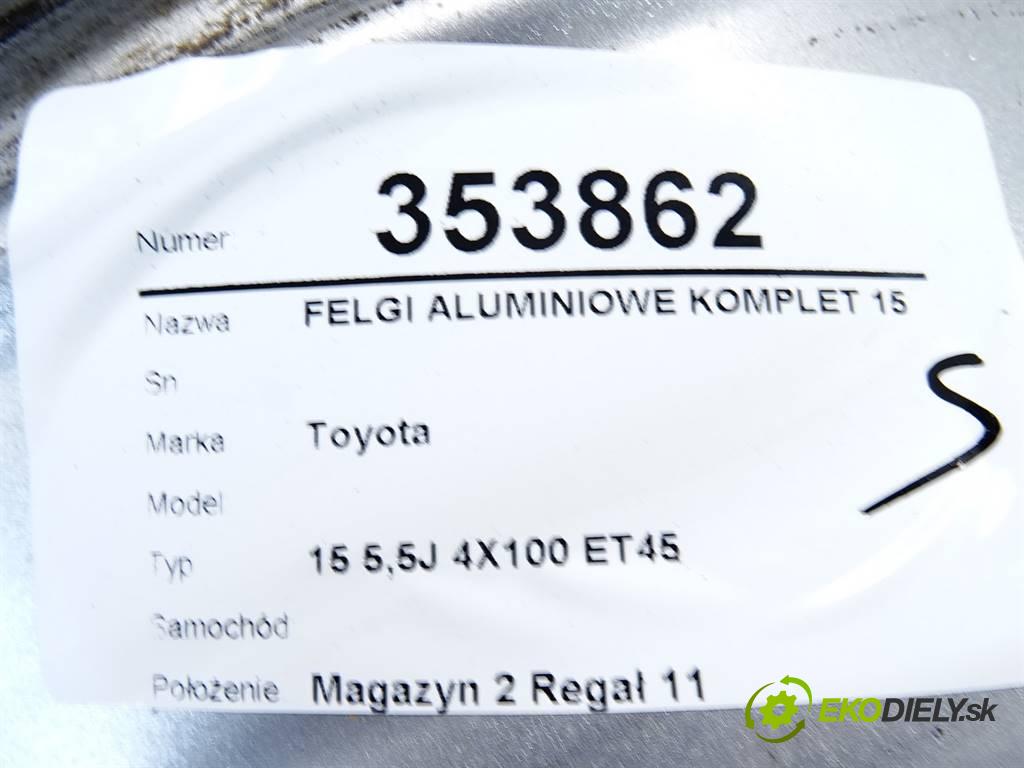 Numer: 353862
Nazwa FELGI ALUMINIOWE KOMPLET 15
Sn
Marka Toyota
Model
Typ 15 5,5J 4X100 ET45
Samochód
Położenie Magazyn 2 Regał 11
S
EKODIELY.sk